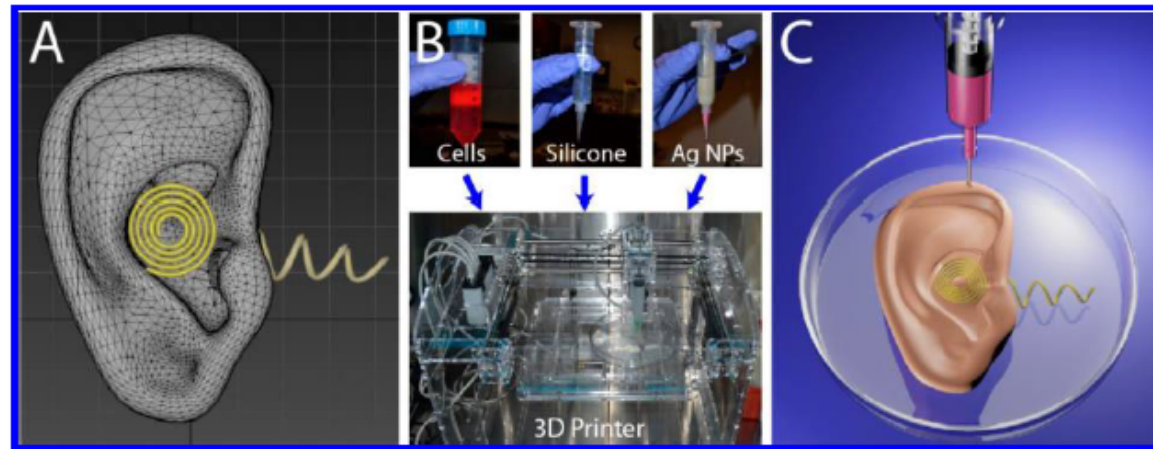 A
B
C
Cells
Silicone
Ag NPs
3D Printer